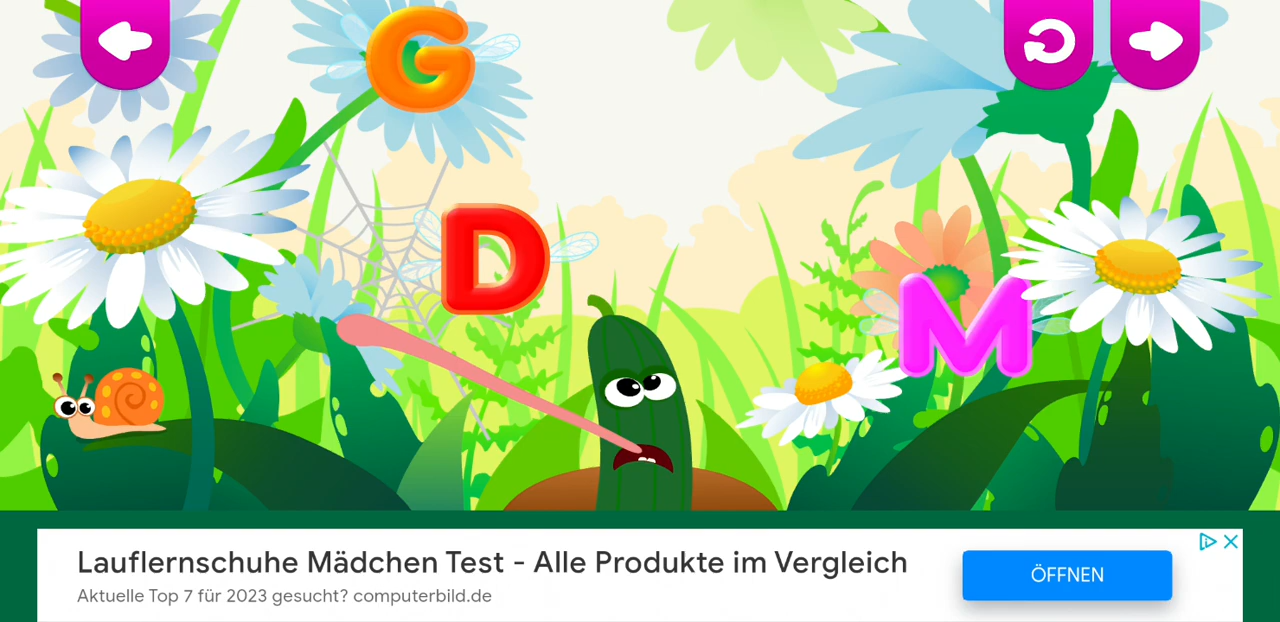 G
D
M
Lauflernschuhe Mädchen Test - Alle Produkte im Vergleich
Aktuelle Top 7 für 2023 gesucht? computerbild.de
ÖFFNEN